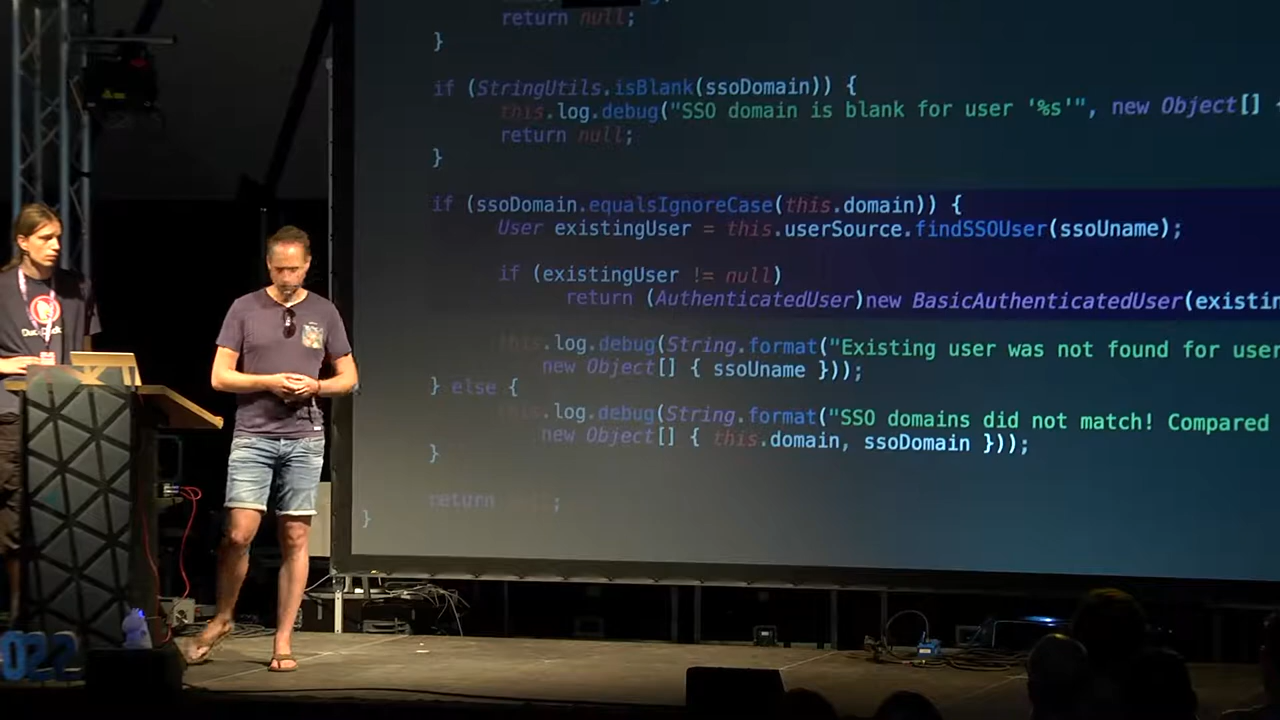 return null;
}
if (StringUtils.isBlank(ssoDomain)) {
this.log.debug("SSO domain is blank for user '%s'", new Object[]
return null;
}
if (ssoDomain.equalsIgnoreCase(this.domain)) {
User existingUser = this.userSource.findSSOUser(ssoUname);
if (existingUser != null)
return (AuthenticatedUser)new BasicAuthenticatedUser(existin
this.log.debug(String.format("Existing user was not found for user
new Object[] { ssoUname }));
} else {
this.log.debug(String.format("SSO domains did not match! Compared
new Object[] { this.domain, ssoDomain }));
}
return null;
}